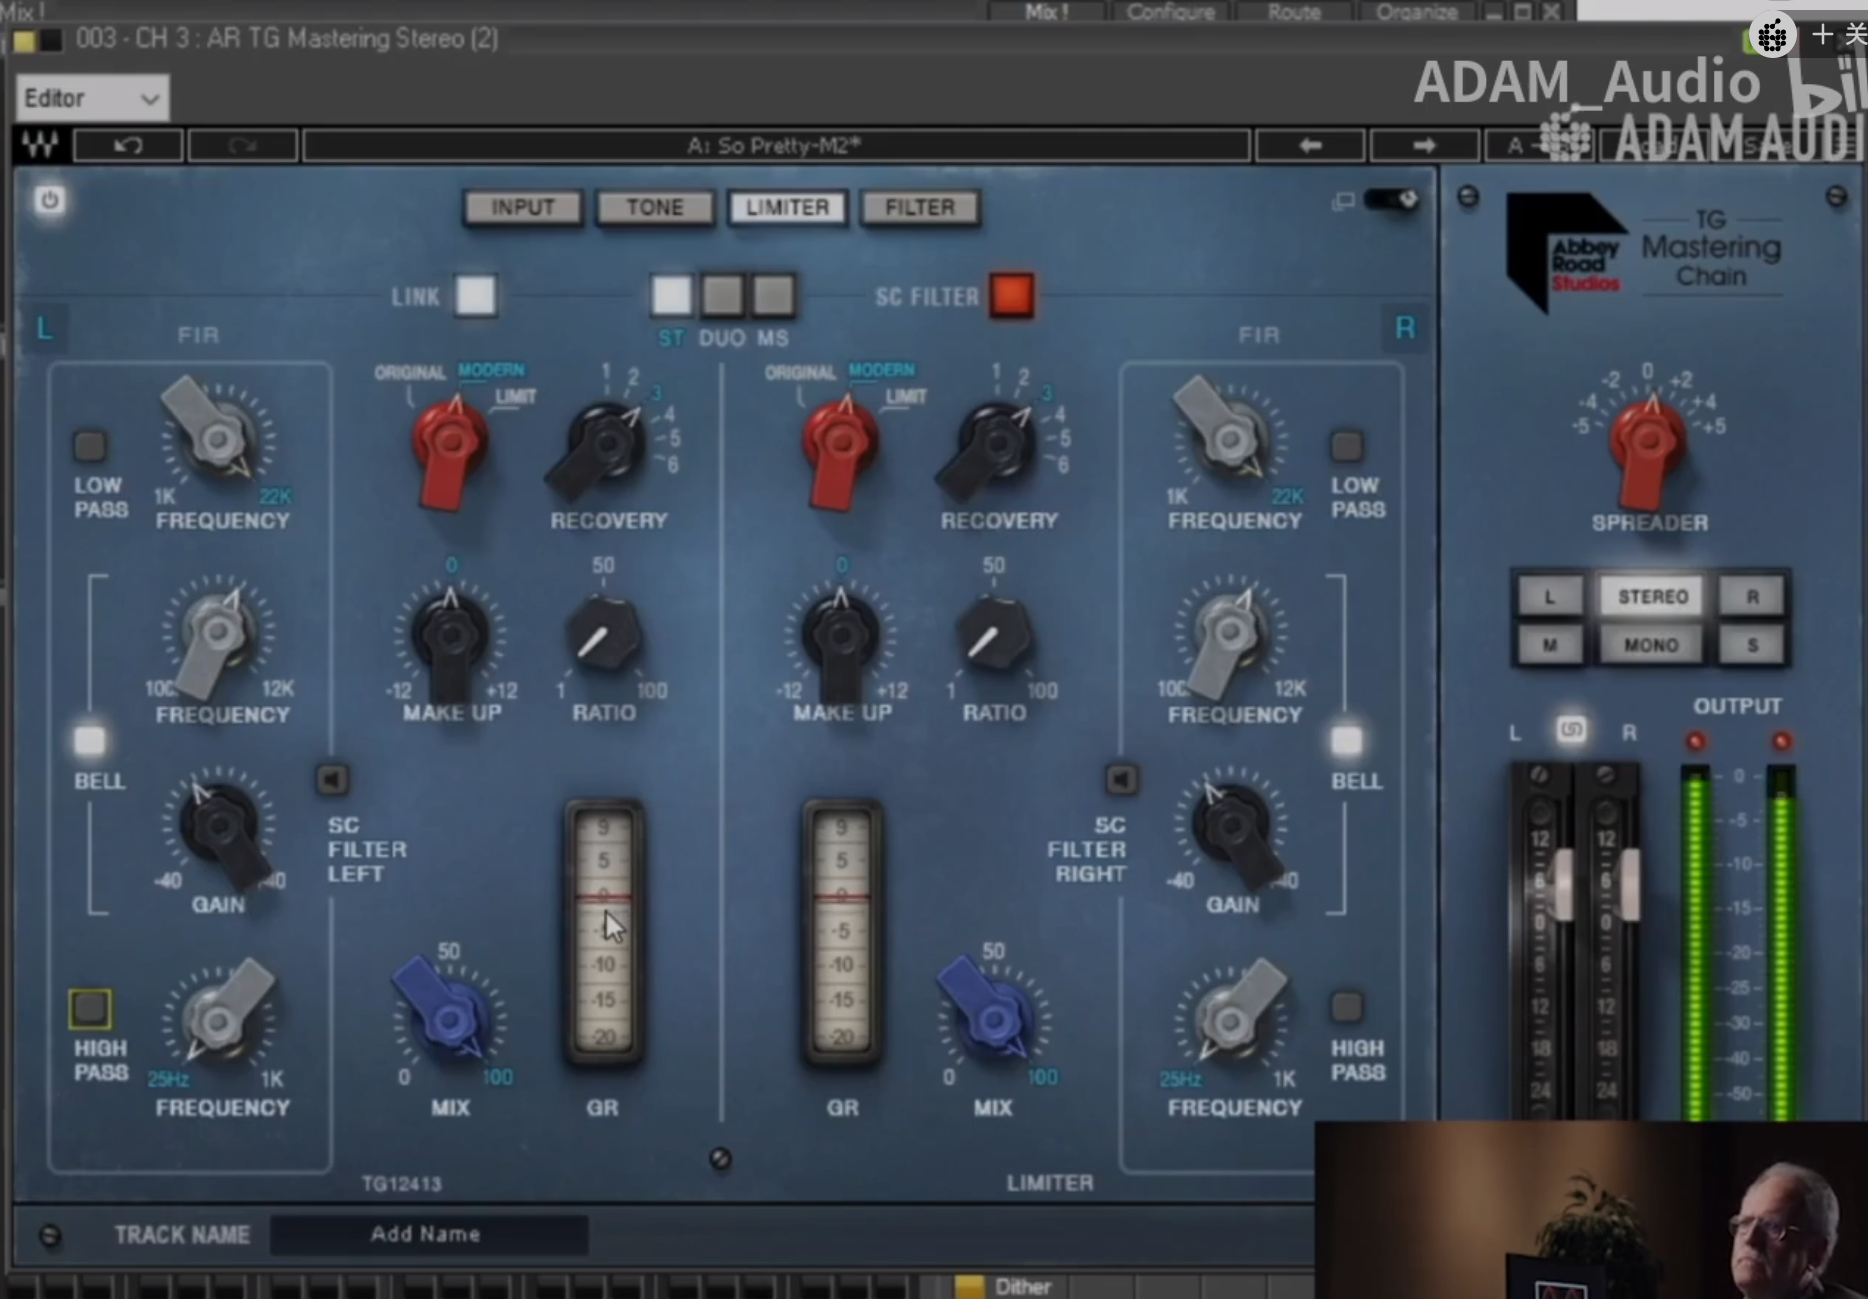 Mix !
Mix !
Configure
Route
Organize
003 - CH 3 : AR TG Mastering Stereo (2)
关
ADAM_Audio bil
ADAM AUDI
Editor
A: So Pretty-M2*
A
INPUT
TONE
LIMITER
FILTER
Abbey Road Studios
TG Mastering Chain
LINK
ST DUO MS
SC FILTER
L
FIR
FIR
R
ORIGINAL MODERN LIMIT
1 2 3 4 5 6
ORIGINAL MODERN LIMIT
1 2 3 4 5 6
-5 -4 -2 0 +2 +4 +5
LOW PASS
1K 22K
FREQUENCY
RECOVERY
RECOVERY
1K 22K
FREQUENCY
LOW PASS
SPREADER
0
50
0
50
L STEREO R
M MONO S
100 12K
FREQUENCY
-12 +12
MAKE UP
1 100
RATIO
-12 +12
MAKE UP
1 100
RATIO
100 12K
FREQUENCY
OUTPUT
L R
BELL
BELL
SC FILTER LEFT
SC FILTER RIGHT
-40 40
GAIN
-40 40
GAIN
9 5 0 -5 -10 -15 -20
9 5 0 -5 -10 -15 -20
12 6 0 6 12 18 24
12 6 0 6 12 18 24
0 -5 -10 -15 -20 -25 -30 -40 -50
HIGH PASS
25Hz 1K
FREQUENCY
50
0 100
MIX
GR
GR
50
0 100
MIX
25Hz 1K
FREQUENCY
HIGH PASS
TG12413
LIMITER
TRACK NAME
Add Name
Dither